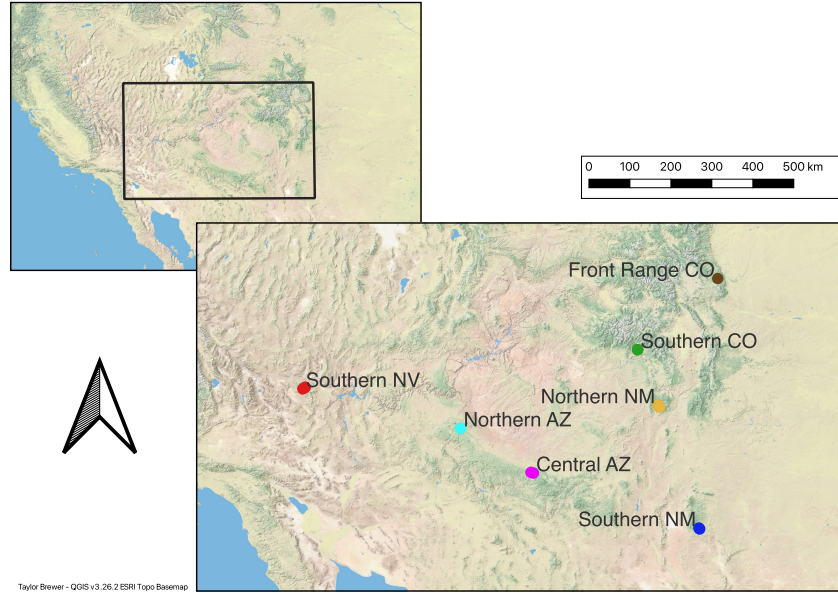 0 100 200 300 400 500 km
Front Range CO
Southern CO
Southern NV
Northern NM
Northern AZ
Central AZ
Southern NM
Taylor Brewer - QGIS v3.26.2 ESRI Topo Basemap